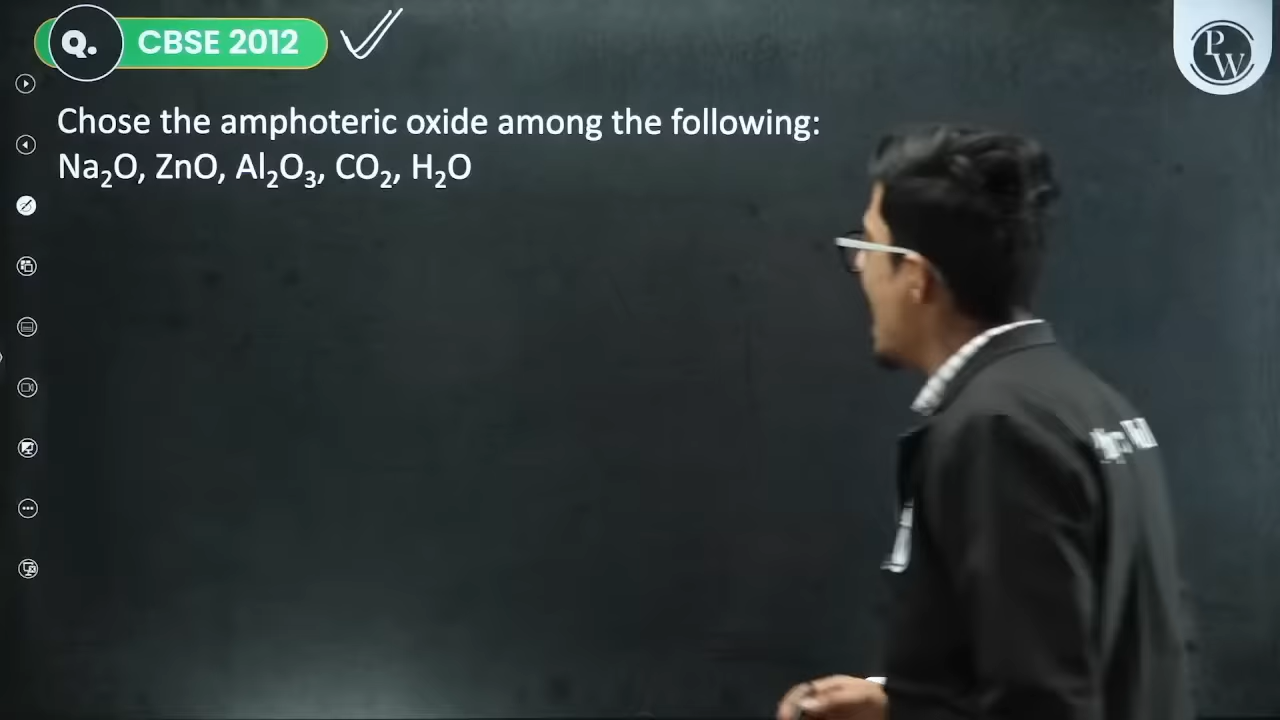 Q. CBSE 2012
PW
Chose the amphoteric oxide among the following:
Na₂O, ZnO, Al₂O₃, CO₂, H₂O